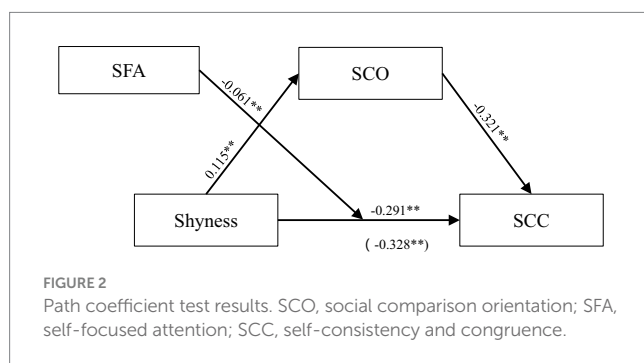 SFA
SCO
-0.061**
0.115**
-0.321**
Shyness
-0.291**
SCC
( -0.328**)
FIGURE 2
Path coefficient test results. SCO, social comparison orientation; SFA,
self-focused attention; SCC, self-consistency and congruence.